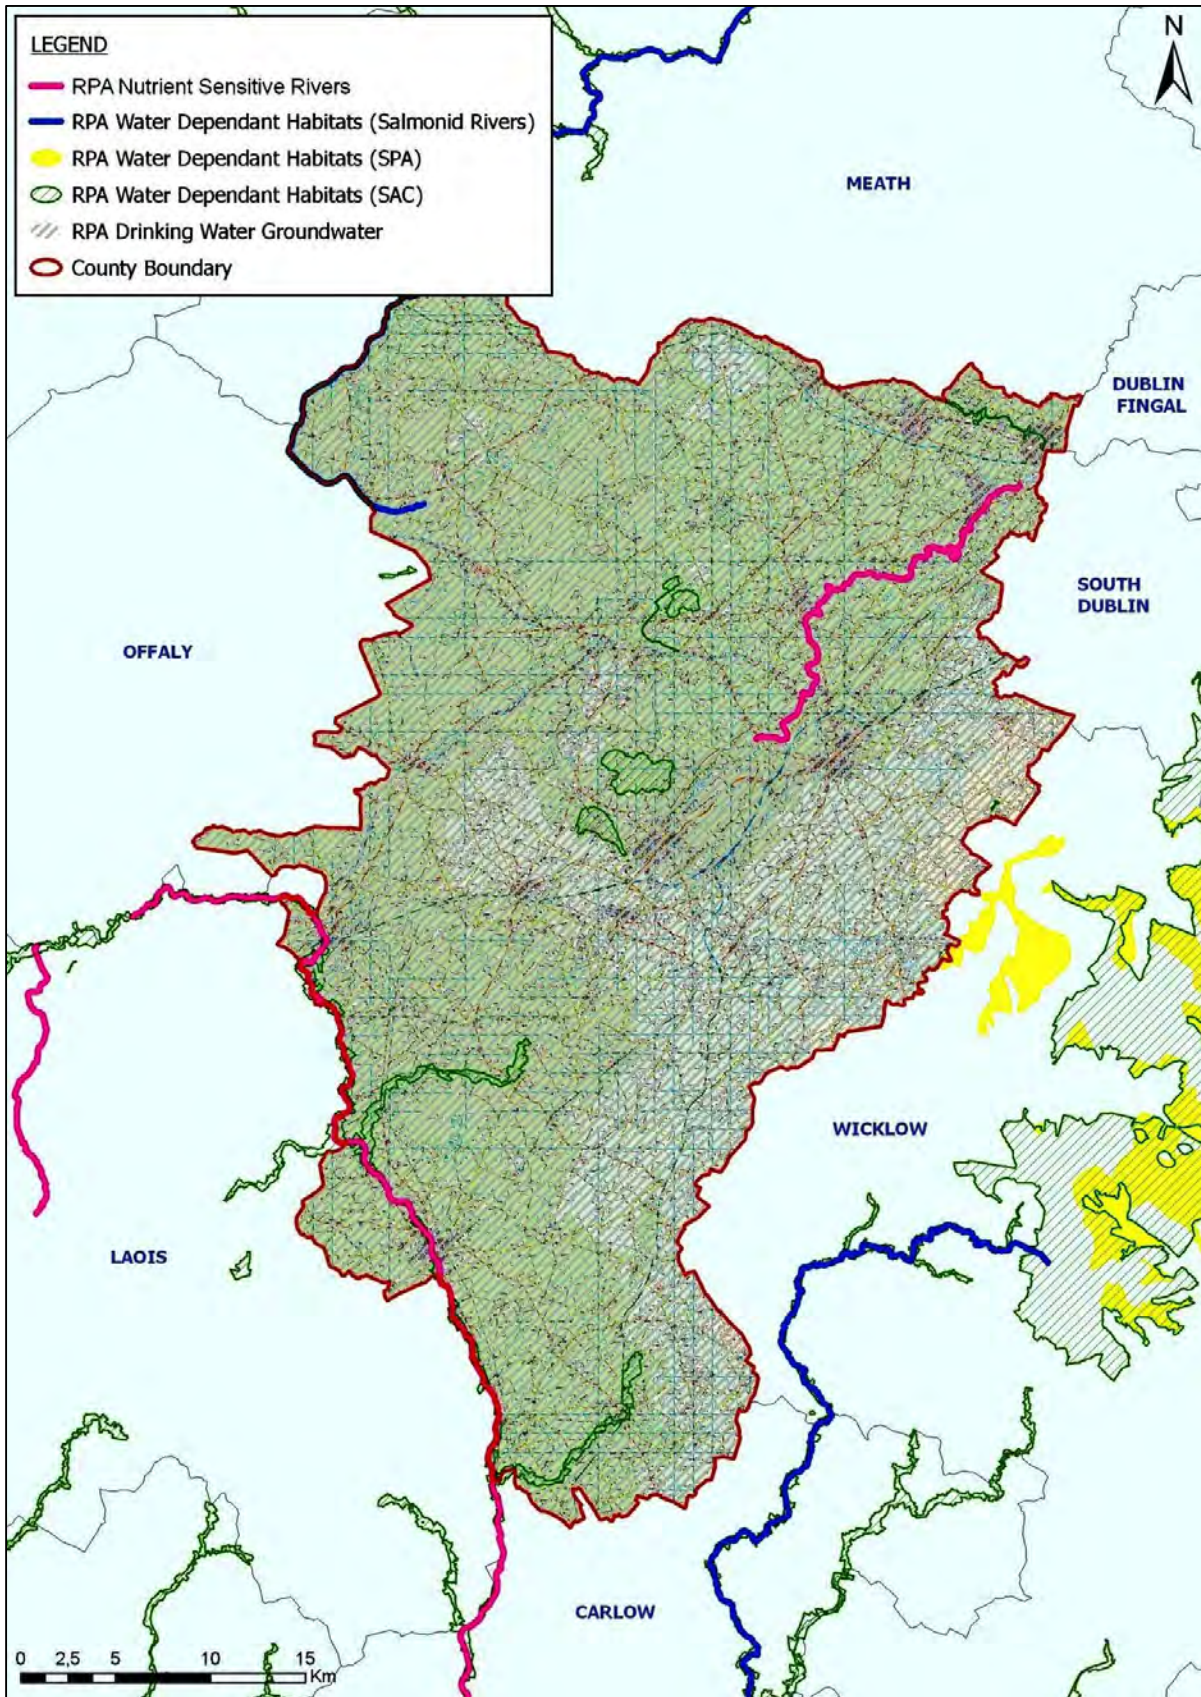 LEGEND
RPA Nutrient Sensitive Rivers
RPA Water Dependant Habitats (Salmonid Rivers)
RPA Water Dependant Habitats (SPA)
RPA Water Dependant Habitats (SAC)
RPA Drinking Water Groundwater
County Boundary
N
MEATH
DUBLIN
FINGAL
SOUTH
DUBLIN
OFFALY
WICKLOW
LAOIS
CARLOW
0 2,5 5 10 15
Km